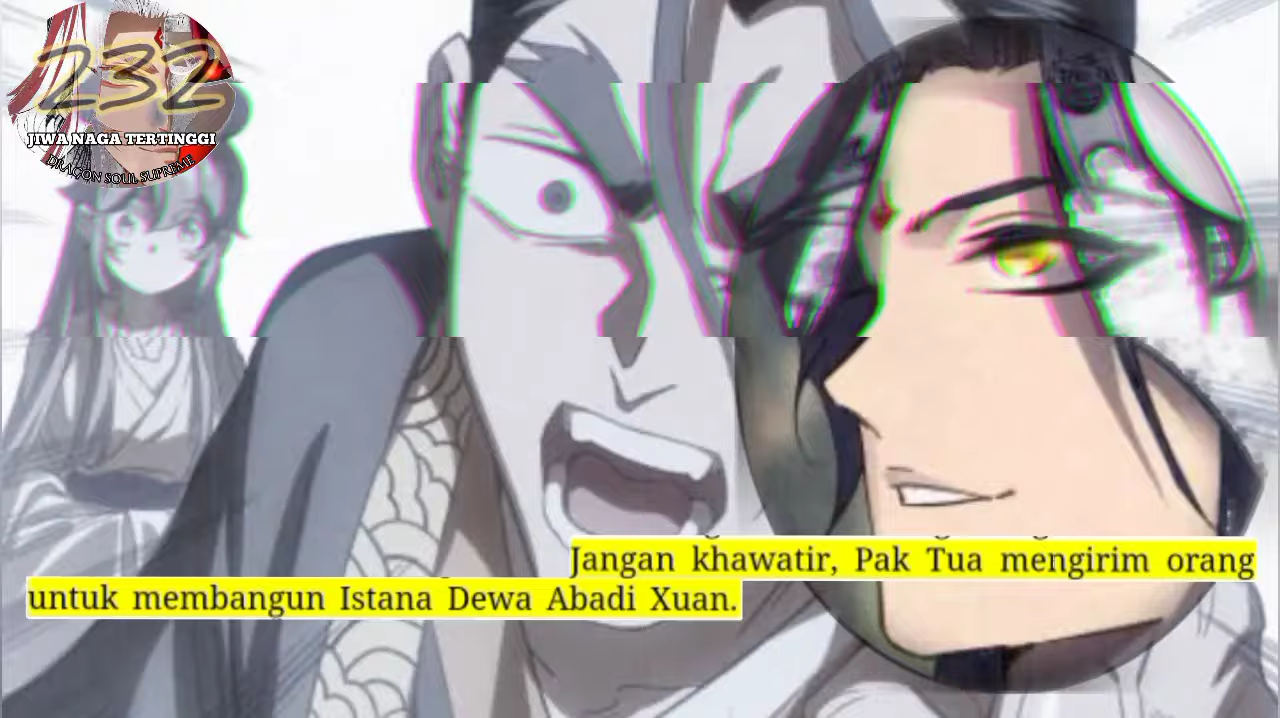 232
JIWA NAGA TERTINGGI
DRAGON SOUL SUPREME
Jangan khawatir, Pak Tua mengirim orang
untuk membangun Istana Dewa Abadi Xuan.